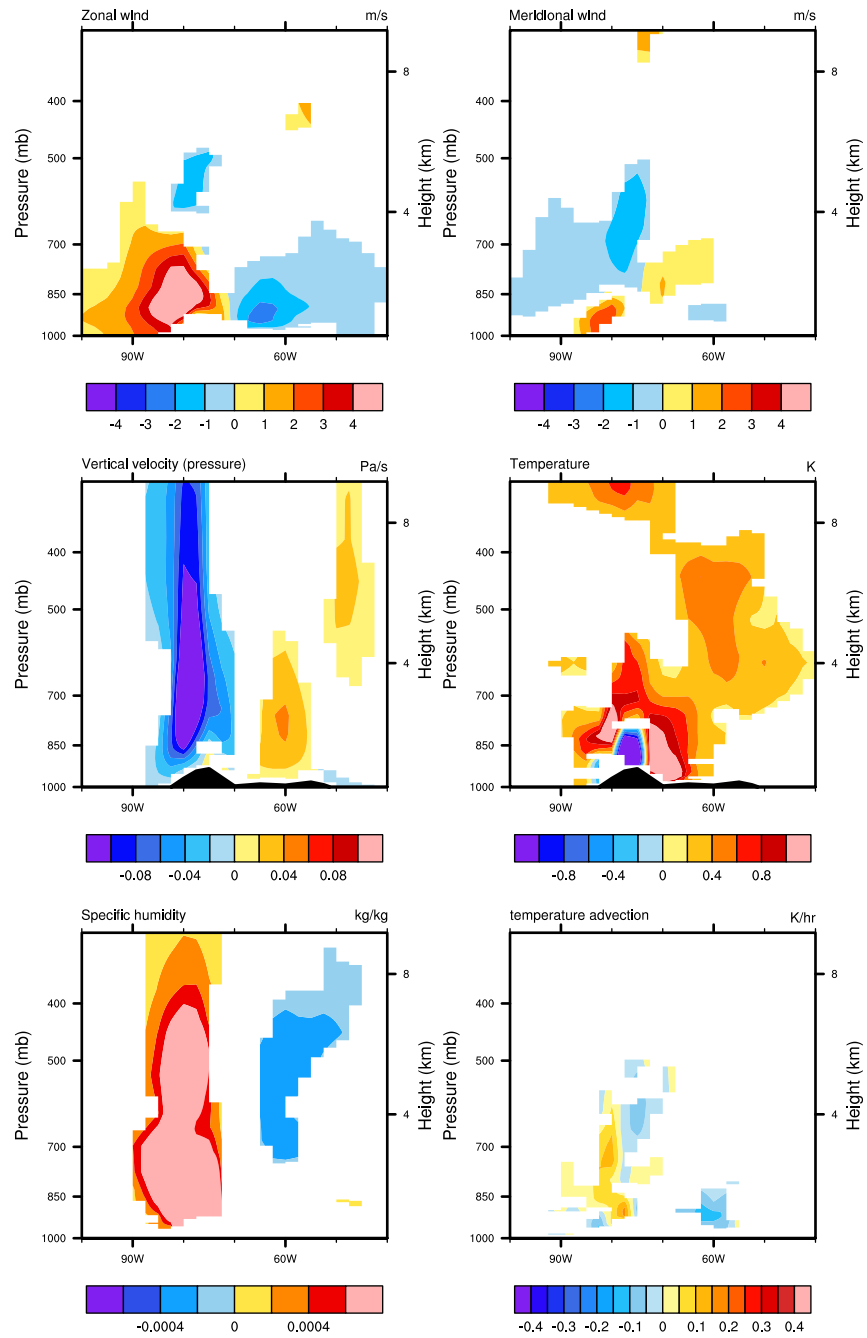 Zonal wind m/s
Pressure (mb)
400
500
700
850
1000
8
4
Height (km)
90W 60W
-4 -3 -2 -1 0 1 2 3 4
Meridional wind m/s
Pressure (mb)
400
500
700
850
1000
8
4
Height (km)
90W 60W
-4 -3 -2 -1 0 1 2 3 4
Vertical velocity (pressure) Pa/s
Pressure (mb)
400
500
700
850
1000
8
4
Height (km)
90W 60W
-0.08 -0.04 0 0.04 0.08
Temperature K
Pressure (mb)
400
500
700
850
1000
8
4
Height (km)
90W 60W
-0.8 -0.4 0 0.4 0.8
Specific humidity kg/kg
Pressure (mb)
400
500
700
850
1000
8
4
Height (km)
90W 60W
-0.0004 0 0.0004
temperature advection K/hr
Pressure (mb)
400
500
700
850
1000
8
4
Height (km)
90W 60W
-0.4 -0.3 -0.2 -0.1 0 0.1 0.2 0.3 0.4